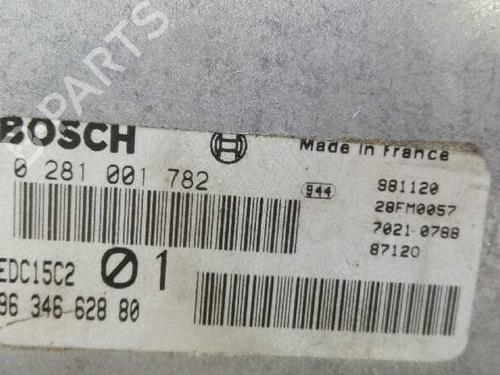 B PARTS
BOSCH
Made in France
0 281 001 782
944
981120
28FM0057
7021 0788
87120
EDC15C2
01
96 346 628 80